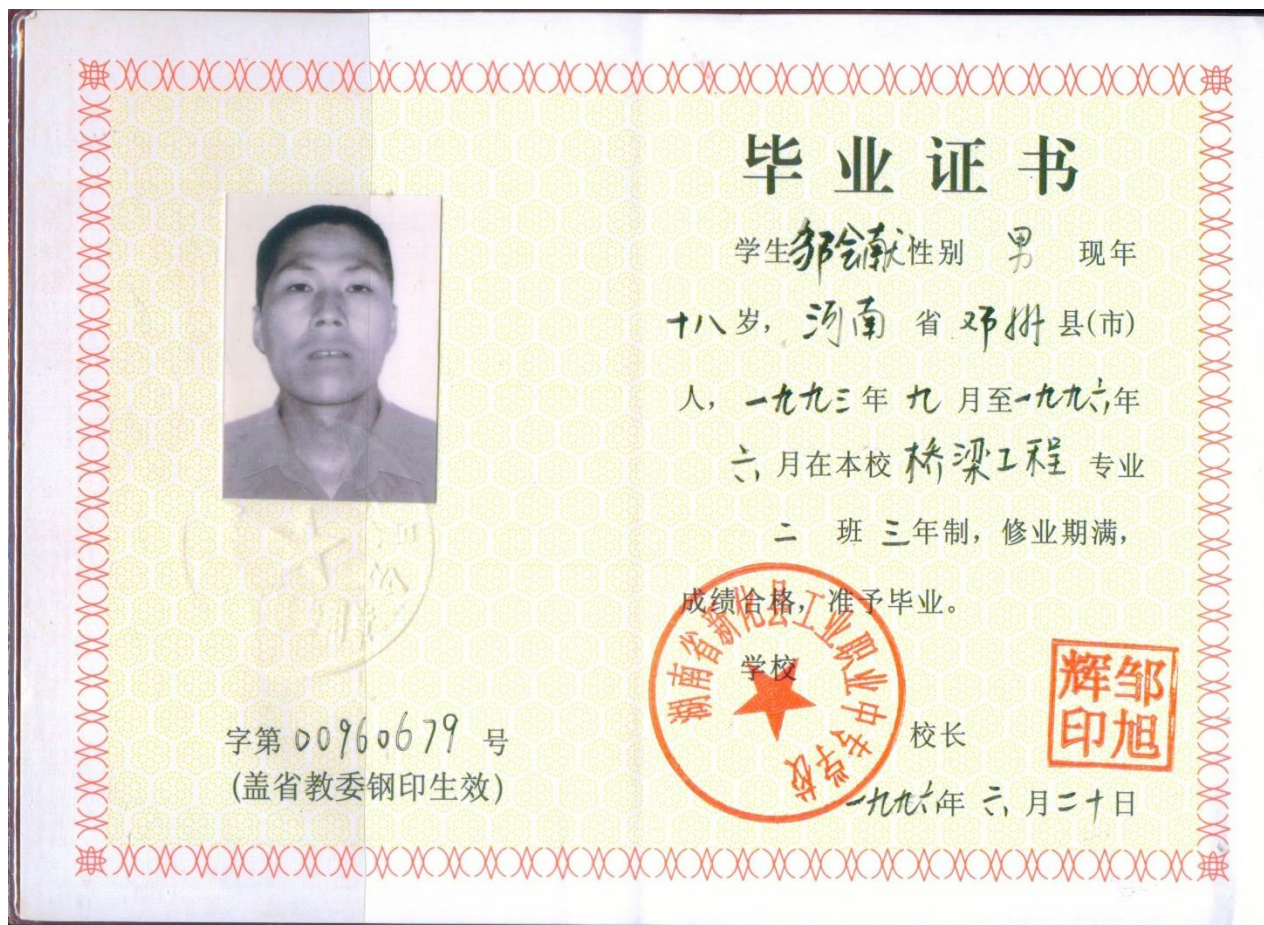 毕业证书
学生邹会献性别 男 现年
十八岁，河南 省 邓州 县(市)
人，一九九三年 九 月至一九九六年
六月在本校 桥梁工程 专业
二 班 三年制，修业期满，
成绩合格，准予毕业。
学校
湖南省新化县工业职业中专学校
校长
邹旭
辉印
一九九六年 六月二十日
字第 00960679 号
(盖省教委钢印生效)